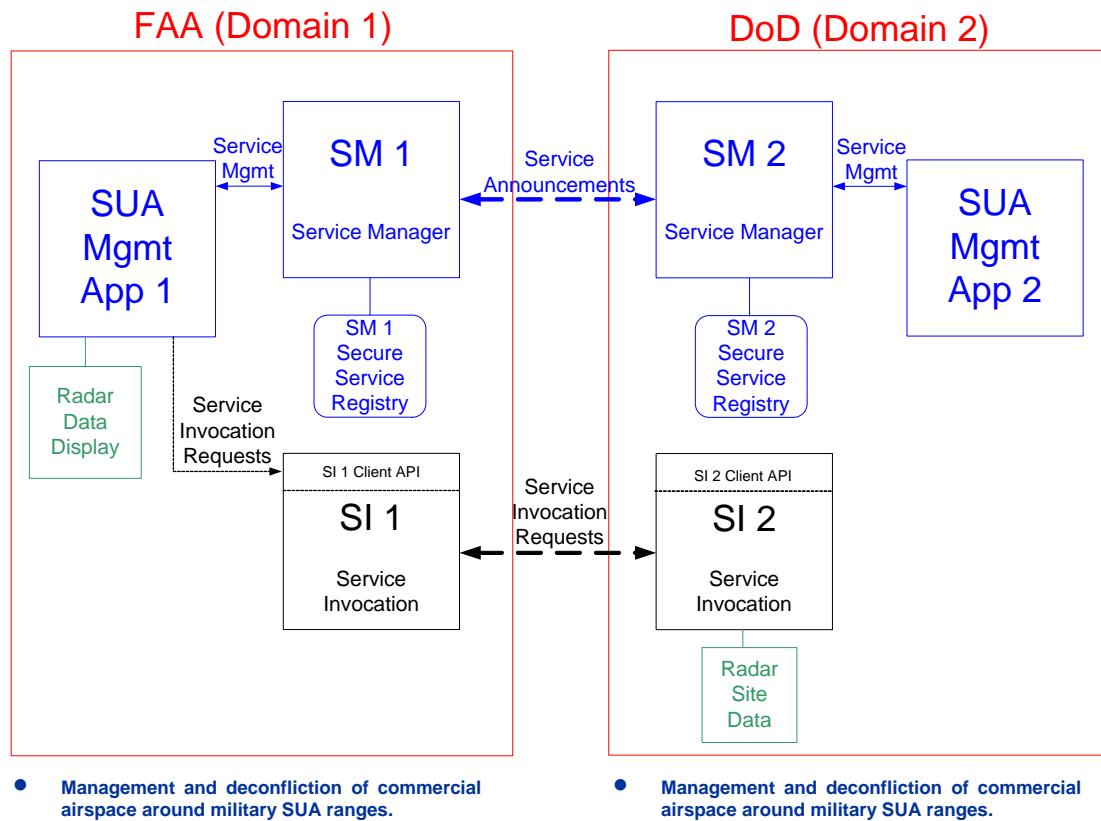 FAA (Domain 1)
DoD (Domain 2)
SUA
Mgmt
App 1
Service
Mgmt
SM 1
Service Manager
Service
Announcements
SM 2
Service Manager
Service
Mgmt
SUA
Mgmt
App 2
SM 1
Secure
Service
Registry
SM 2
Secure
Service
Registry
Radar
Data
Display
Service
Invocation
Requests
SI 1 Client API
SI 1
Service
Invocation
Service
Invocation
Requests
SI 2 Client API
SI 2
Service
Invocation
Radar
Site
Data
• Management and deconfliction of commercial
airspace around military SUA ranges.
• Management and deconfliction of commercial
airspace around military SUA ranges.